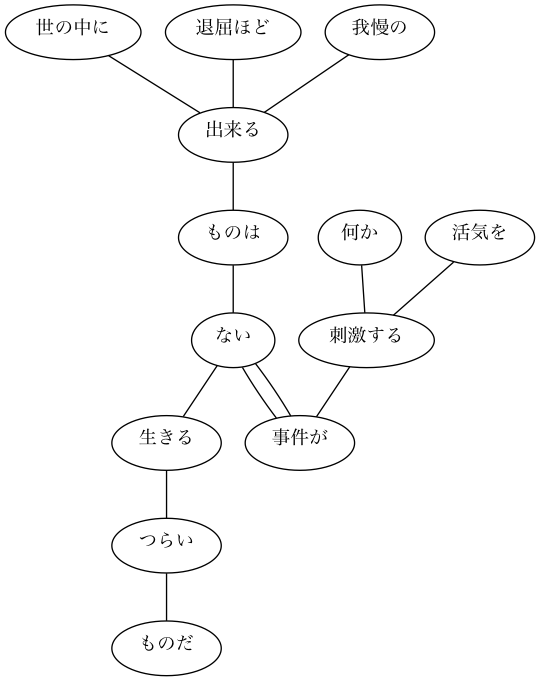 世の中に 退屈ほど 我慢の
出来る
ものは 何か 活気を
ない 刺激する
生きる 事件が
つらい
ものだ